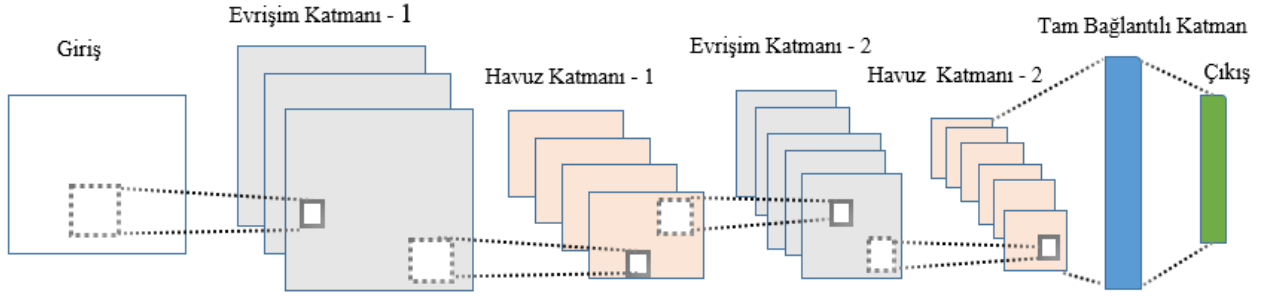 Giriş
Evrişim Katmanı - 1
Havuz Katmanı - 1
Evrişim Katmanı - 2
Havuz Katmanı - 2
Tam Bağlantılı Katman
Çıkış